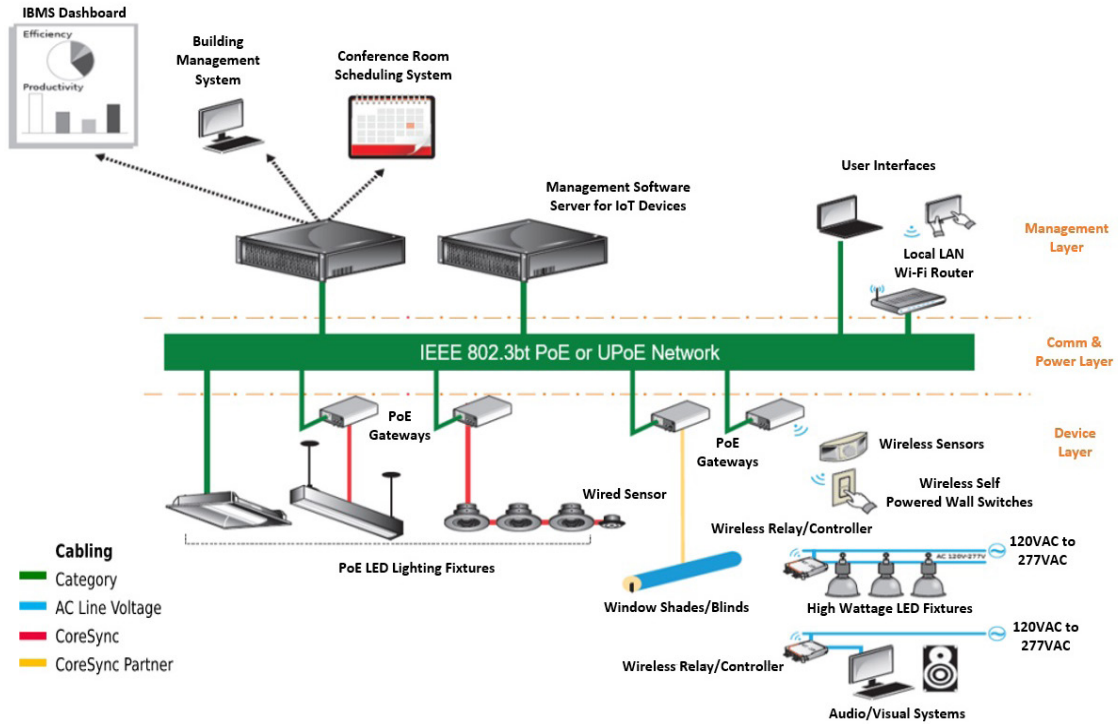 IBMS Dashboard
Efficiency
Productivity
Building
Management
System
Conference Room
Scheduling System
Management Software
Server for IoT Devices
User Interfaces
Local LAN
Wi-Fi Router
Management
Layer
IEEE 802.3bt PoE or UPoE Network
Comm &
Power Layer
PoE
Gateways
PoE
Gateways
Device
Layer
Wireless Sensors
Wireless Self
Powered Wall Switches
Wired Sensor
PoE LED Lighting Fixtures
Window Shades/Blinds
Wireless Relay/Controller
AC 120V-277V
120VAC to
277VAC
High Wattage LED Fixtures
Wireless Relay/Controller
120VAC to
277VAC
Audio/Visual Systems
Cabling
Category
AC Line Voltage
CoreSync
CoreSync Partner